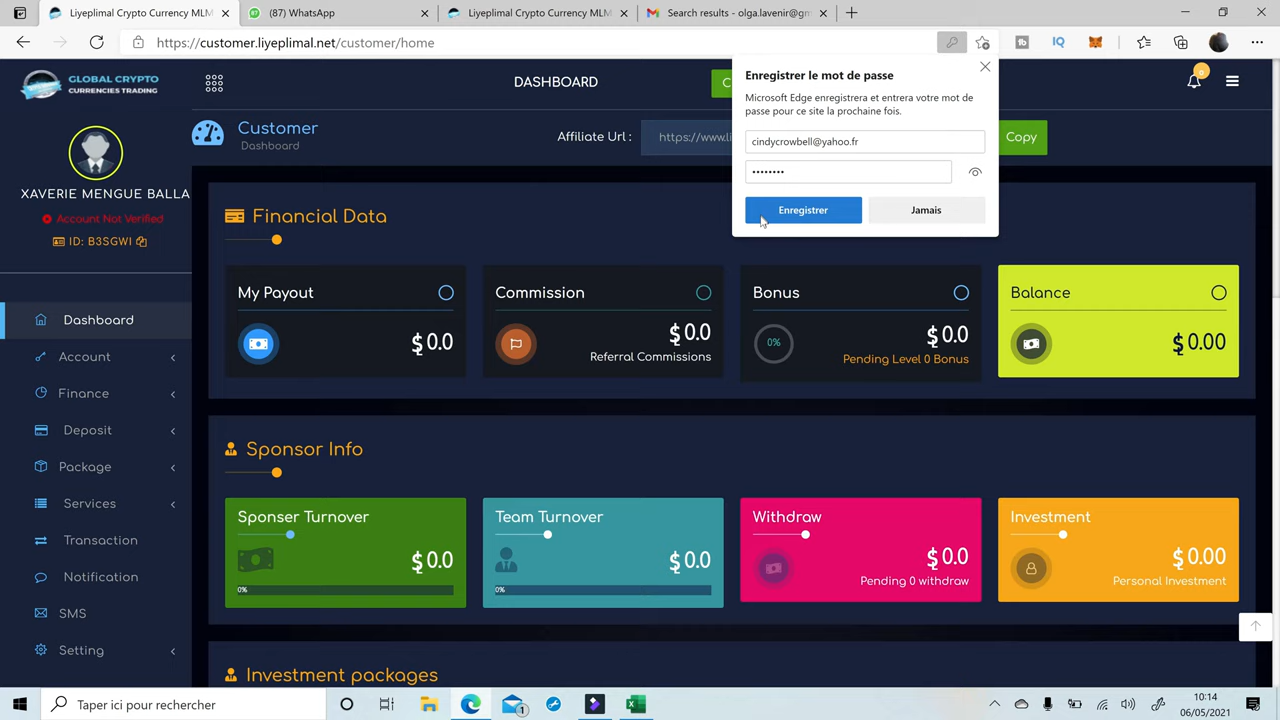 Liyeplimal Crypto Currency MLM
(87) WhatsApp
Liyeplimal Crypto Currency MLM
Search results - olga.lavenir@gm
https://customer.liyeplimal.net/customer/home
IQ
GLOBAL CRYPTO
CURRENCIES TRADING
DASHBOARD
C
0
Customer
Dashboard
Affiliate Url :
https://www.li
Copy
Enregistrer le mot de passe
Microsoft Edge enregistrera et entrera votre mot de
passe pour ce site la prochaine fois.
cindycrowbell@yahoo.fr
••••••••
Enregistrer
Jamais
XAVERIE MENGUE BALLA
Account Not Verified
ID: B3SGWI
Dashboard
Account
Finance
Deposit
Package
Services
Transaction
Notification
SMS
Setting
Financial Data
My Payout
$0.0
Commission
$0.0
Referral Commissions
Bonus
0%
$0.0
Pending Level 0 Bonus
Balance
$0.00
Sponsor Info
Sponser Turnover
$0.0
0%
Team Turnover
$0.0
0%
Withdraw
$0.0
Pending 0 withdraw
Investment
$0.00
Personal Investment
Investment packages
Taper ici pour rechercher
1
10:14
06/05/2021